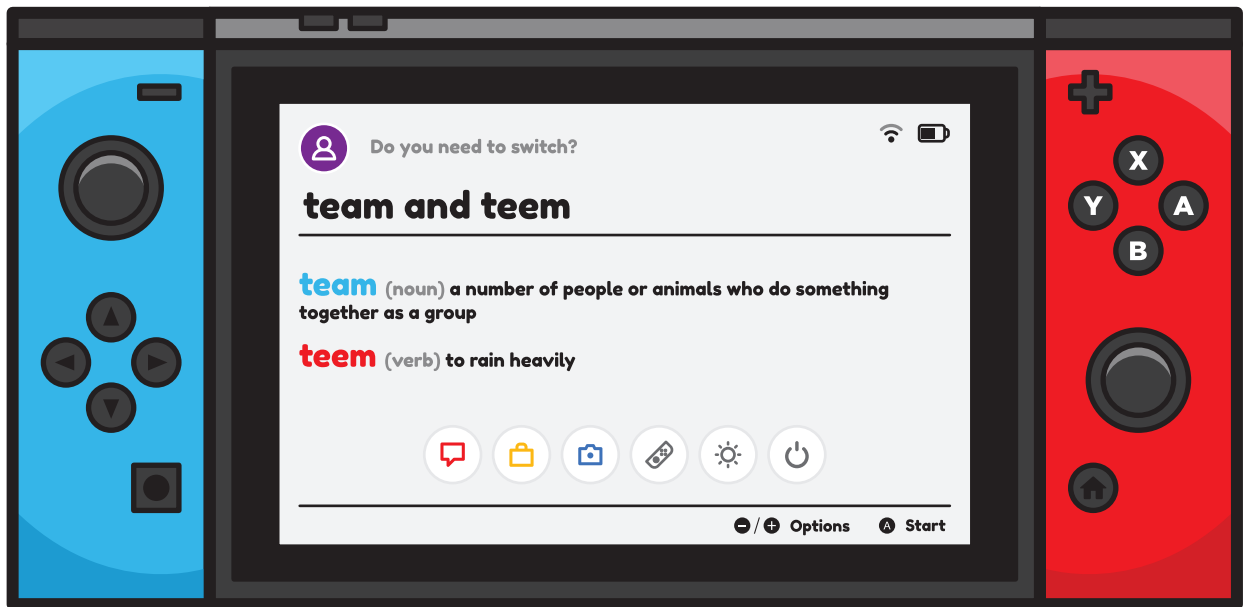 Do you need to switch?
team and teem
team (noun) a number of people or animals who do something
together as a group
teem (verb) to rain heavily
X
Y
A
B
/ Options
A Start